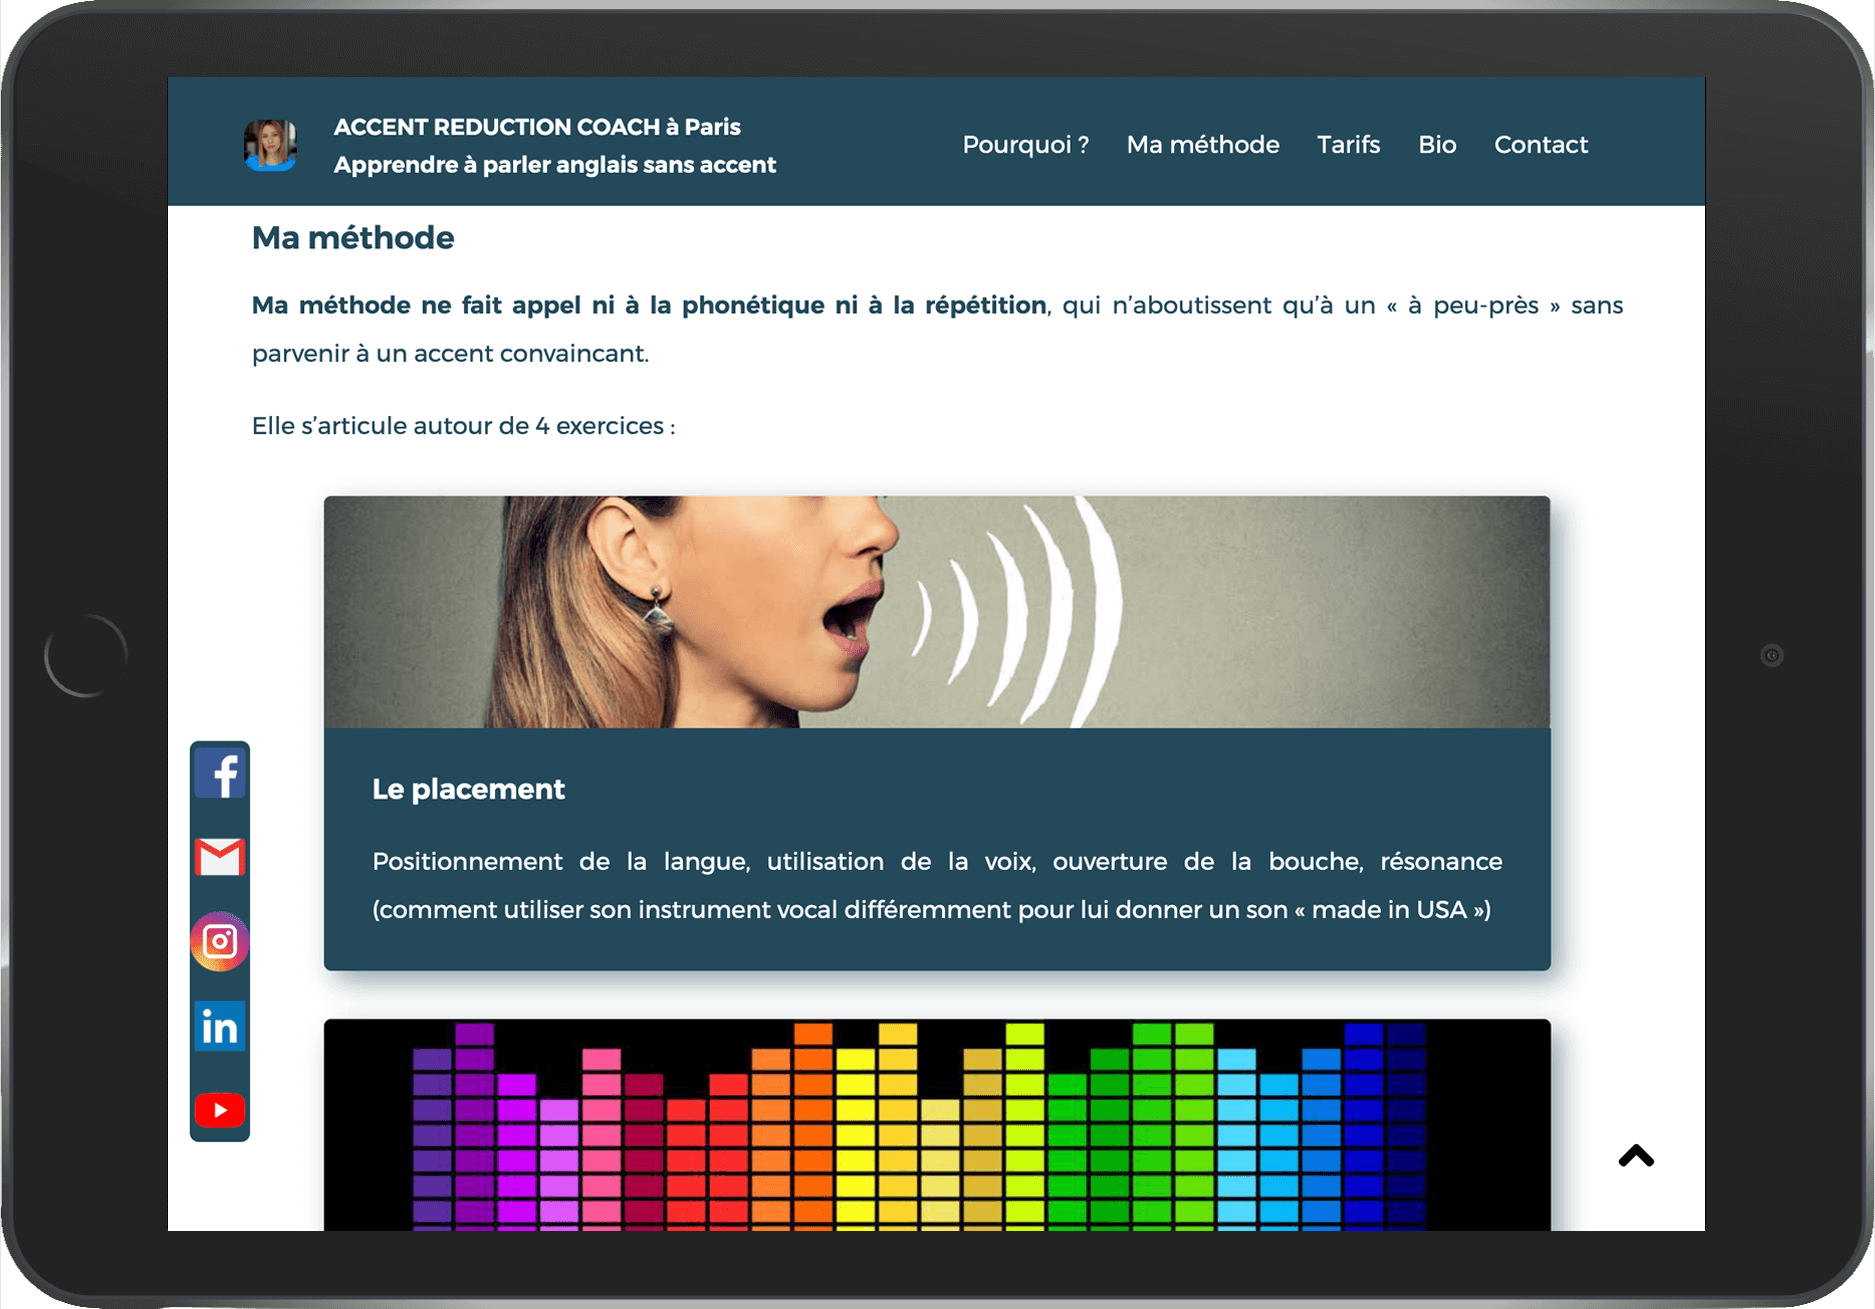 ACCENT REDUCTION COACH à Paris
Apprendre à parler anglais sans accent
Pourquoi ? Ma méthode Tarifs Bio Contact
Ma méthode
Ma méthode ne fait appel ni à la phonétique ni à la répétition, qui n’aboutissent qu’à un « à peu-près » sans
parvenir à un accent convaincant.
Elle s’articule autour de 4 exercices :
Le placement
Positionnement de la langue, utilisation de la voix, ouverture de la bouche, résonance
(comment utiliser son instrument vocal différemment pour lui donner un son « made in USA »)